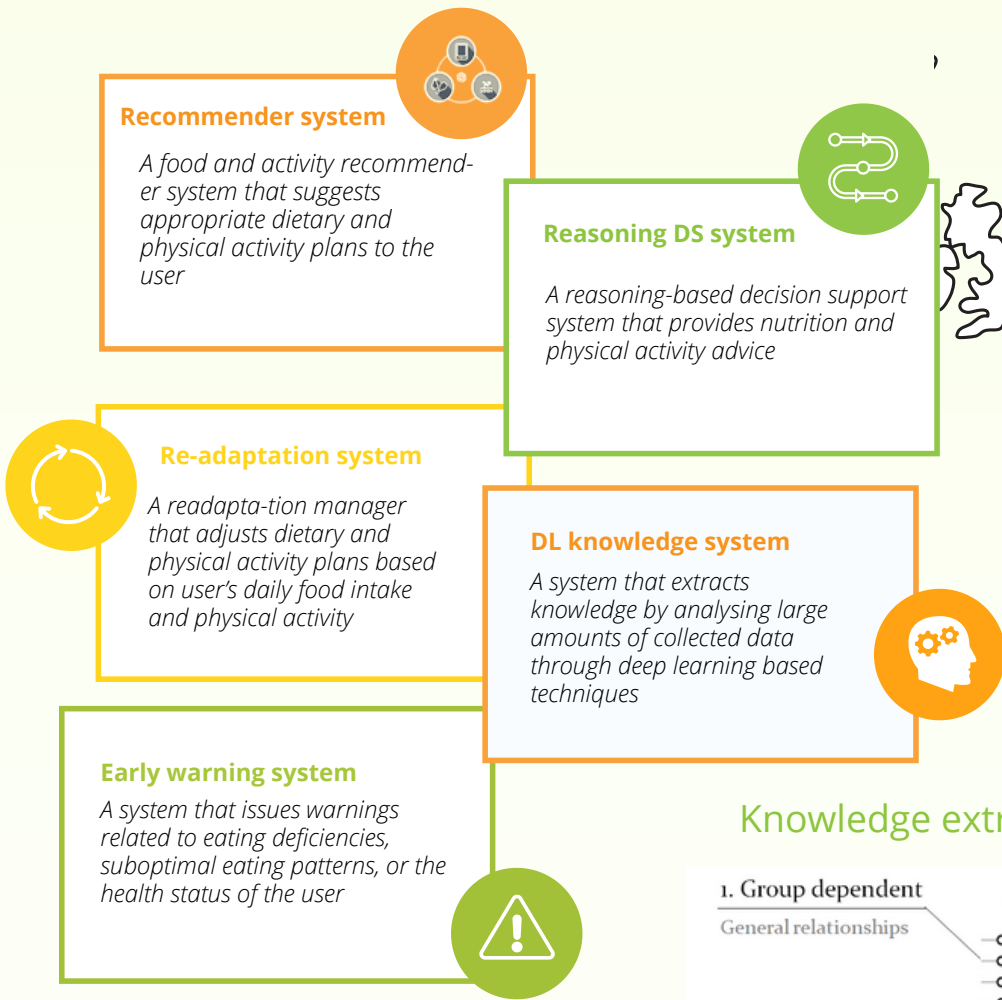 Recommender system
A food and activity recommend-
er system that suggests
appropriate dietary and
physical activity plans to the
user
Reasoning DS system
A reasoning-based decision support
system that provides nutrition and
physical activity advice
Re-adaptation system
A readapta-tion manager
that adjusts dietary and
physical activity plans based
on user’s daily food intake
and physical activity
DL knowledge system
A system that extracts
knowledge by analysing large
amounts of collected data
through deep learning based
techniques
Early warning system
A system that issues warnings
related to eating deficiencies,
suboptimal eating patterns, or the
health status of the user
Knowledge extr
1. Group dependent
General relationships